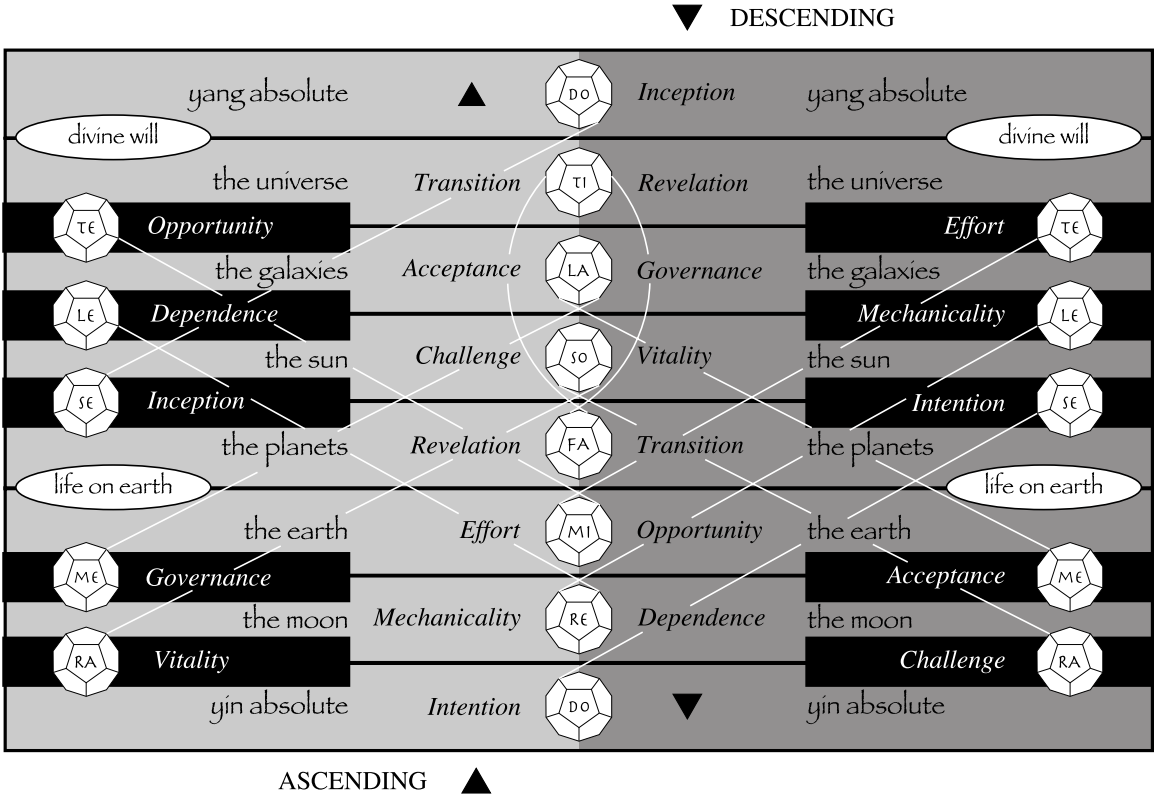 ▼ DESCENDING
yang absolute ▲ DO Inception yang absolute
divine will divine will
the universe Transition TI Revelation the universe
TE Opportunity Effort TE
the galaxies Acceptance LA Governance the galaxies
LE Dependence Mechanicality LE
the sun Challenge SO Vitality the sun
SE Inception Intention SE
the planets Revelation FA Transition the planets
life on earth life on earth
the earth Effort MI Opportunity the earth
ME Governance Acceptance ME
the moon Mechanicality RE Dependence the moon
RA Vitality Challenge RA
yin absolute Intention DO ▼ yin absolute
ASCENDING ▲